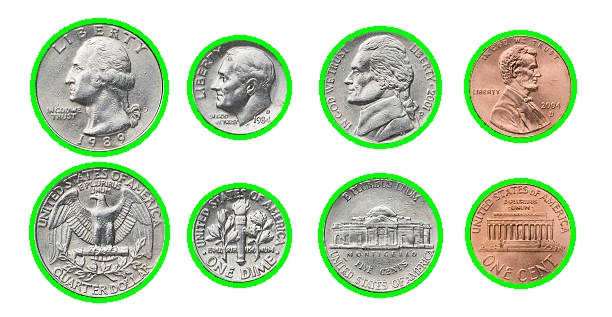 LIBERTY
IN GOD WE
TRUST
1989
LIBERTY
IN GOD
WE TRUST
1984
IN GOD WE TRUST
LIBERTY 2001
IN GOD WE TRUST
LIBERTY
2004
D
UNITED STATES OF AMERICA
E PLURIBUS
UNUM
QUARTER DOLLAR
UNITED STATES OF AMERICA
E PLURIBUS UNUM
ONE DIME
E PLURIBUS UNUM
MONTICELLO
FIVE CENTS
UNITED STATES OF AMERICA
UNITED STATES OF AMERICA
E PLURIBUS
UNUM
ONE CENT